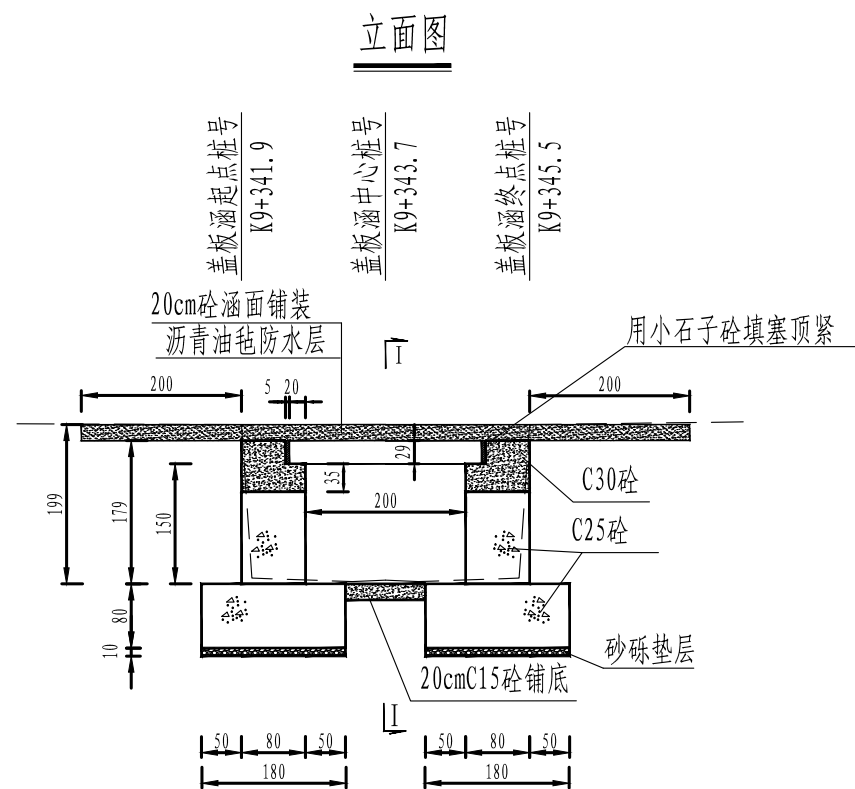 立面图
盖板涵起点桩号
K9+341.9
盖板涵中心桩号
K9+343.7
盖板涵终点桩号
K9+345.5
20cm砼涵面铺装
沥青油毡防水层
I
用小石子砼填塞顶紧
200
5 20
200
29
35
C30砼
199
179
150
200
C25砼
80
10
砂砾垫层
20cmC15砼铺底
I
50 80 50
50 80 50
180
180